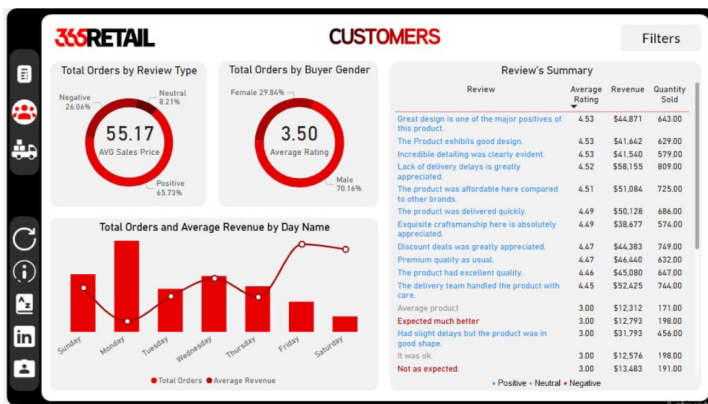 365RETAIL
CUSTOMERS
Filters
Total Orders by Review Type
Negative
26.06%
Neutral
8.21%
55.17
AVG Sales Price
Positive
65.73%
Total Orders by Buyer Gender
Female 29.84%
3.50
Average Rating
Male
70.16%
Total Orders and Average Revenue by Day Name
Sunday
Monday
Tuesday
Wednesday
Thursday
Friday
Saturday
Total Orders Average Revenue
Review's Summary
Review Average Rating Revenue Quantity Sold
Great design is one of the major positives of 4.53 $44,871 643.00
this product.
The Product exhibits good design. 4.53 $41,642 629.00
Incredible detailing was clearly evident. 4.53 $41,540 579.00
Lack of delivery delays is greatly 4.52 $58,155 809.00
appreciated.
The product was affordable here compared 4.51 $51,084 725.00
to other brands.
The product was delivered quickly. 4.49 $50,128 686.00
Exquisite craftsmanship here is absolutely 4.49 $38,677 574.00
appreciated.
Discount deals was greatly appreciated. 4.47 $44,383 749.00
Premium quality as usual. 4.47 $46,440 632.00
The product had excellent quality. 4.46 $45,080 647.00
The delivery team handled the product with 4.45 $52,425 744.00
care.
Average product 3.00 $12,312 171.00
Expected much better 3.00 $12,793 198.00
Had slight delays but the product was in 3.00 $31,793 456.00
good shape.
It was ok. 3.00 $12,576 198.00
Not as expected. 3.00 $13,483 191.00
Positive Neutral Negative
A
Z
in